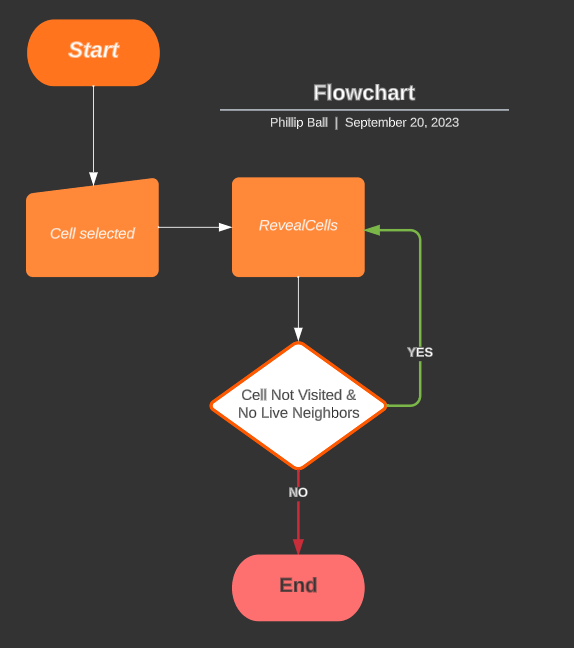 Start
Flowchart
Phillip Ball | September 20, 2023
Cell selected
RevealCells
YES
Cell Not Visited &
No Live Neighbors
NO
End